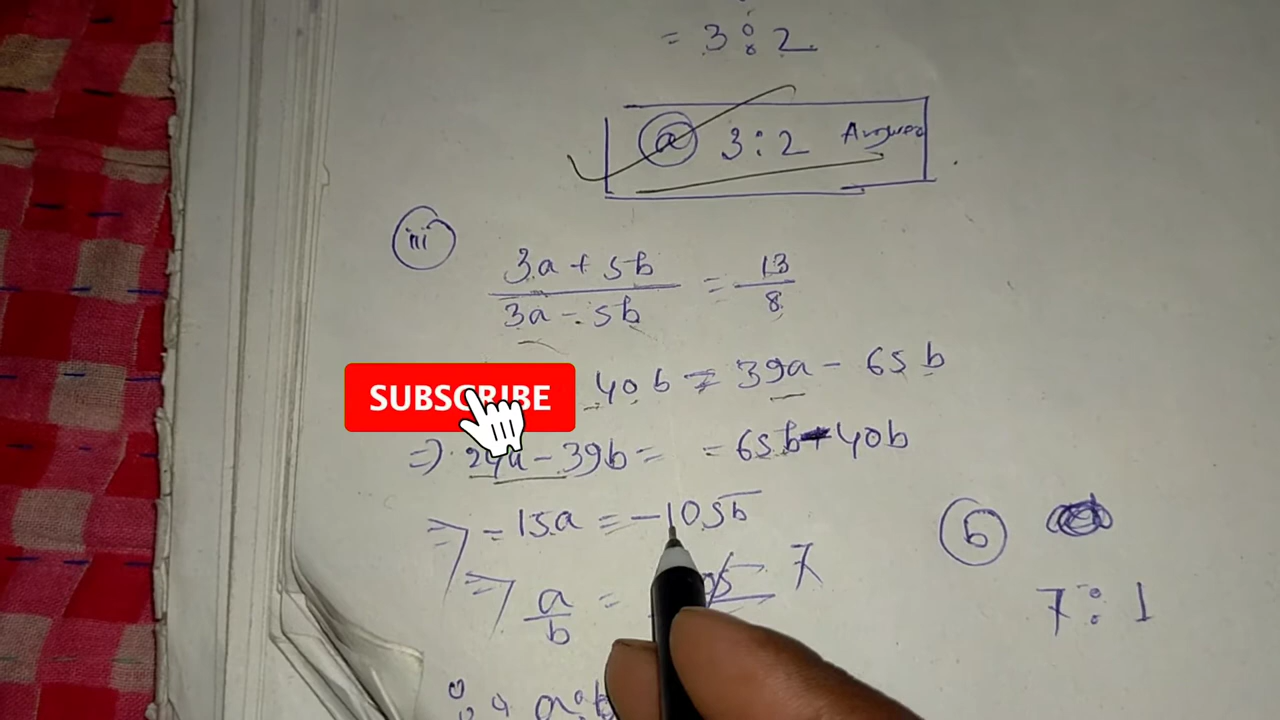 = 3 : 2
(a) 3 : 2 Answer
(iii)
3a + 5b / 3a - 5b = 13 / 8
SUBSCRIBE
40b = 39a - 65b
=> 24a - 39b = = 65b - 40b
=> - 15a = - 105b
=> a / b = 7
(b)
7 : 1
a : b